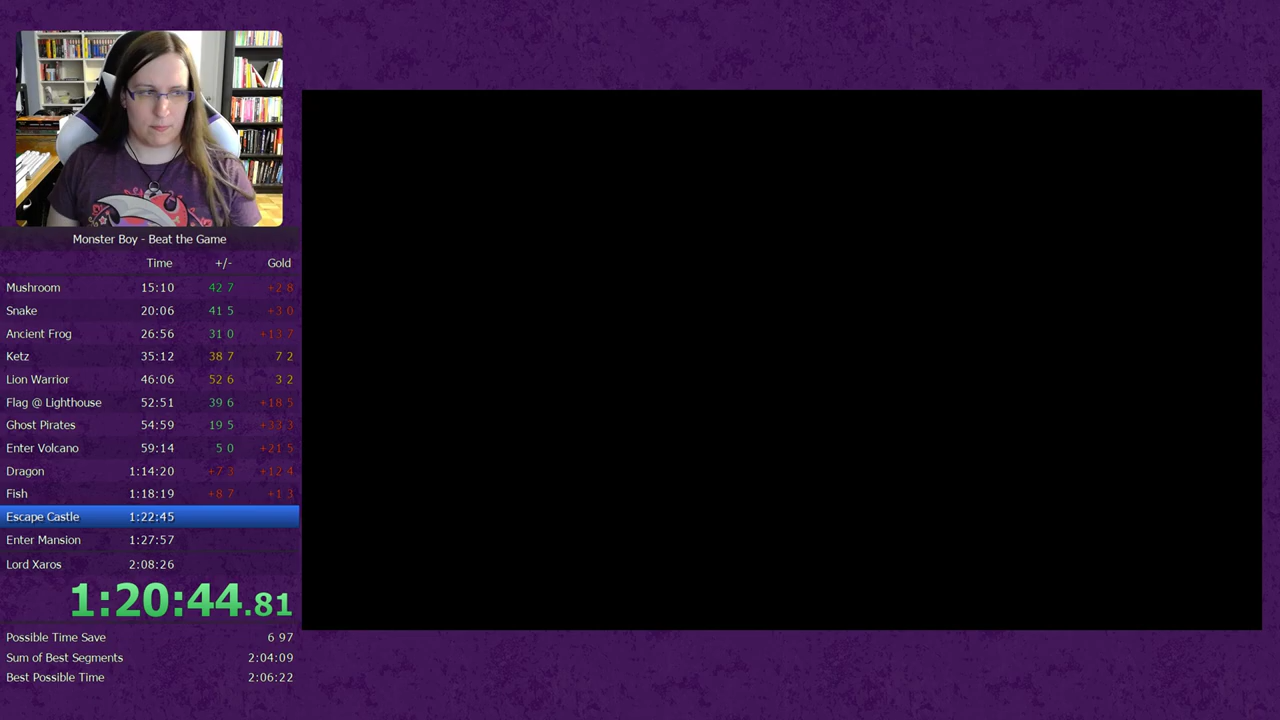 Monster Boy - Beat the Game
Time +/- Gold
Mushroom 15:10 42 7 +2 8
Snake 20:06 41 5 +3 0
Ancient Frog 26:56 31 0 +13 7
Ketz 35:12 38 7 7 2
Lion Warrior 46:06 52 6 3 2
Flag @ Lighthouse 52:51 39 6 +18 5
Ghost Pirates 54:59 19 5 +33 3
Enter Volcano 59:14 5 0 +21 5
Dragon 1:14:20 +7 3 +12 4
Fish 1:18:19 +8 7 +1 3
Escape Castle 1:22:45
Enter Mansion 1:27:57
Lord Xaros 2:08:26
1:20:44.81
Possible Time Save 6 97
Sum of Best Segments 2:04:09
Best Possible Time 2:06:22